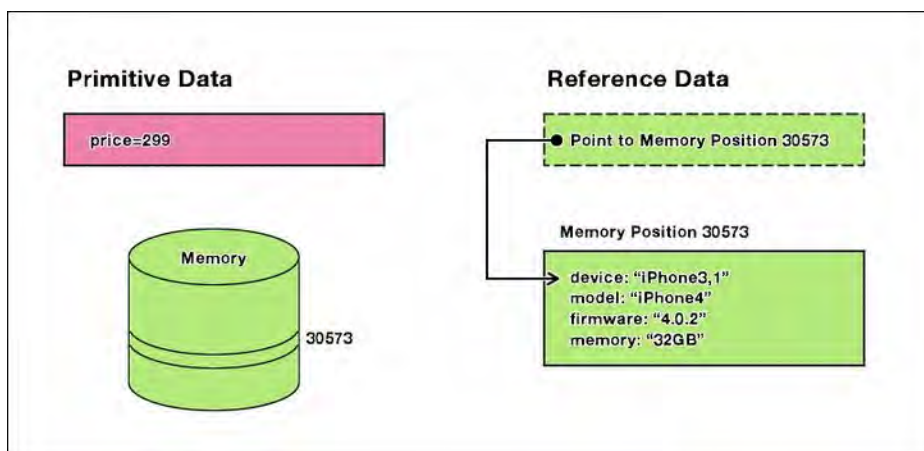 Primitive Data
price=299
Memory
30573
Reference Data
Point to Memory Position 30573
Memory Position 30573
device: “iPhone3,1”
model: “iPhone4”
firmware: “4.0.2”
memory: “32GB”